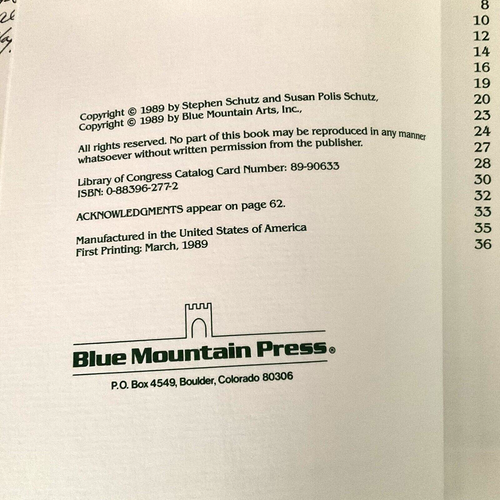 Copyright © 1989 by Stephen Schutz and Susan Polis Schutz,
Copyright © 1989 by Blue Mountain Arts, Inc.,
All rights reserved. No part of this book may be reproduced in any manner
whatsoever without written permission from the publisher.
Library of Congress Catalog Card Number: 89-90633
ISBN: 0-88396-277-2
ACKNOWLEDGMENTS appear on page 62.
Manufactured in the United States of America
First Printing: March, 1989
Blue Mountain Press®
P.O. Box 4549, Boulder, Colorado 80306
8
10
12
14
16
19
20
23
24
27
28
30
32
33
35
36